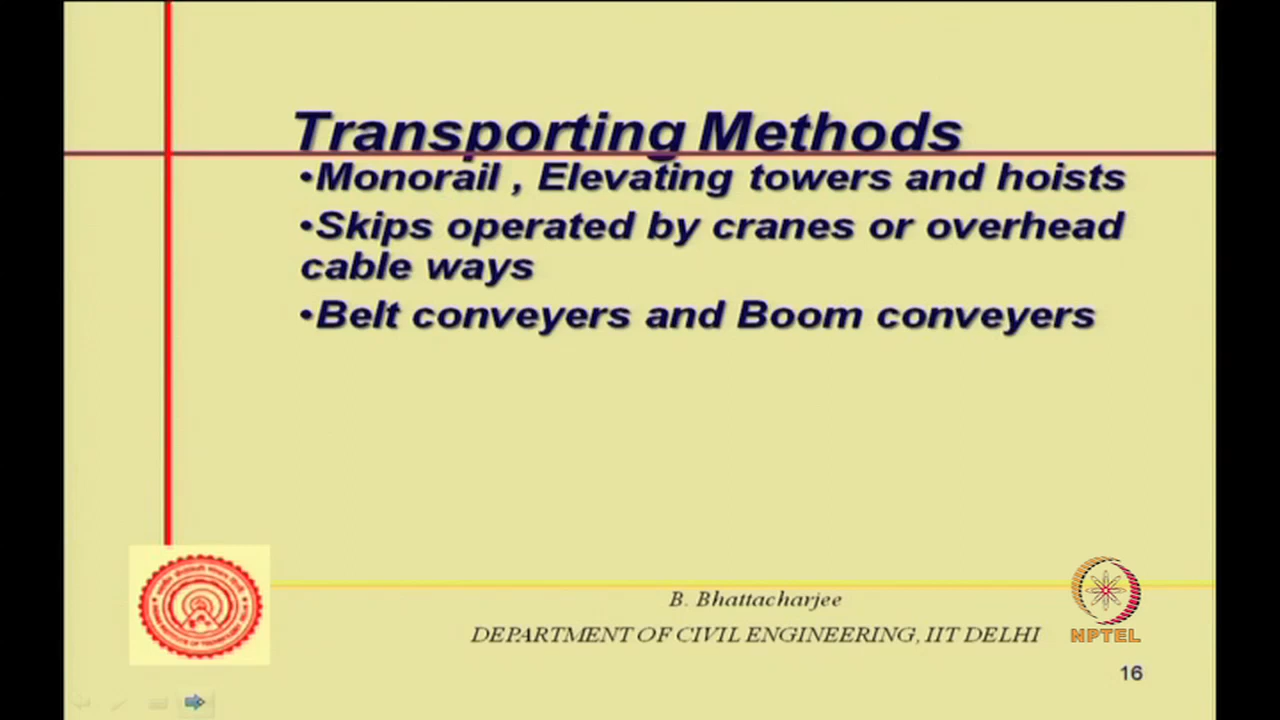 Transporting Methods
•Monorail , Elevating towers and hoists
•Skips operated by cranes or overhead
cable ways
•Belt conveyers and Boom conveyers
B. Bhattacharjee
DEPARTMENT OF CIVIL ENGINEERING, IIT DELHI
NPTEL
16